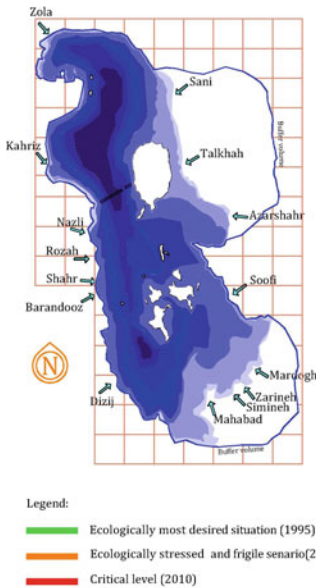 Zola
Sani
Buffer volume
Kahriz
Talkhah
Azarshahr
Nazli
Rozah
Shahr
Soofi
Barandooz
N
Mardogh
Dizij
Zarineh
Simineh
Mahabad
Buffer volume
Legend:
Ecologically most desired situation (1995)
Ecologically stressed and frigile senario(2
Critical level (2010)